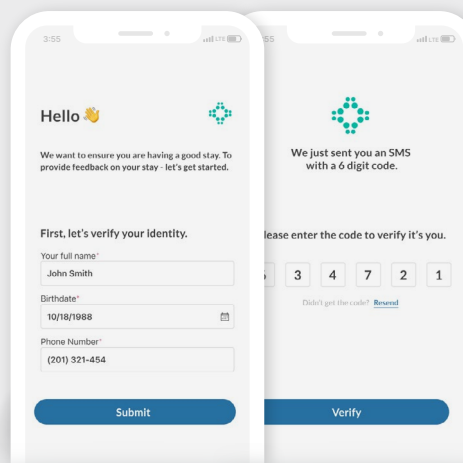 3:55
LTE
Hello 👋
We want to ensure you are having a good stay. To
provide feedback on your stay - let's get started.
First, let's verify your identity.
Your full name*
John Smith
Birthdate*
10/18/1988
Phone Number*
(201) 321-454
Submit
:55
LTE
We just sent you an SMS
with a 6 digit code.
lease enter the code to verify it's you.
3 4 7 2 1
Didn't get the code? Resend
Verify